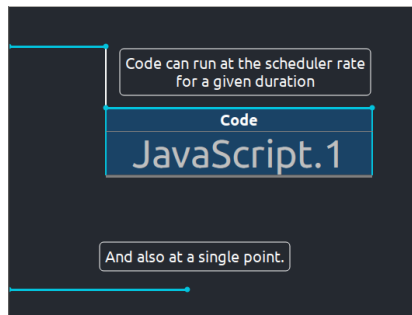 Code can run at the scheduler rate
for a given duration
Code
JavaScript.1
And also at a single point.